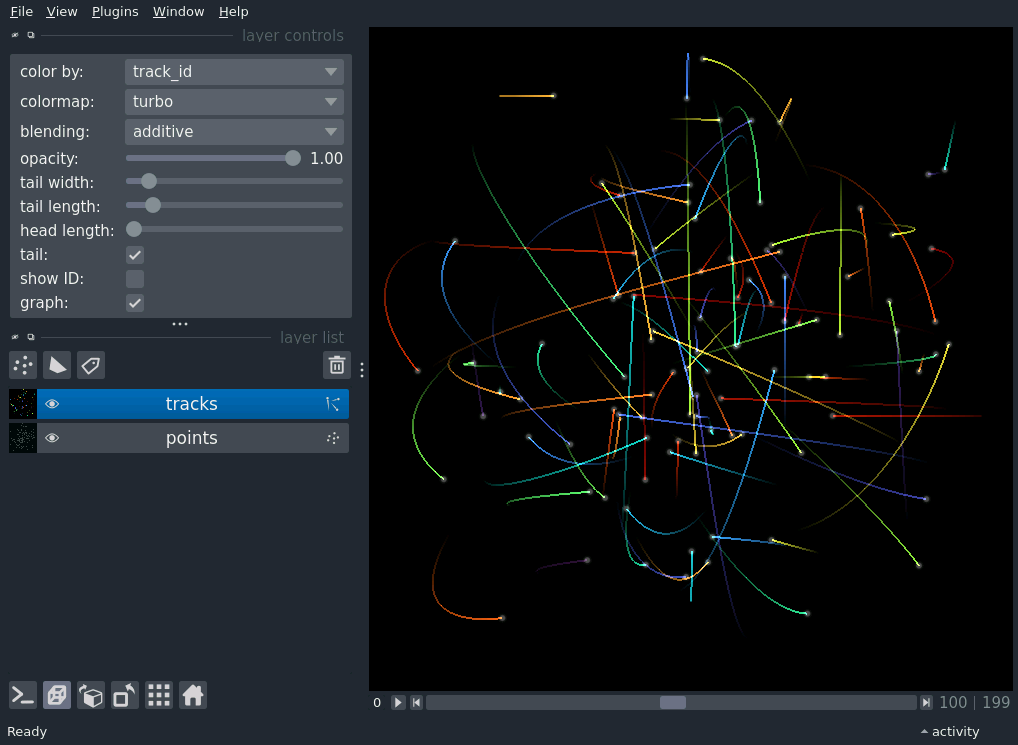 File View Plugins Window Help
layer controls
color by: track_id
colormap: turbo
blending: additive
opacity: 1.00
tail width:
tail length:
head length:
tail:
show ID:
graph:
layer list
tracks
points
0 100 | 199
Ready activity